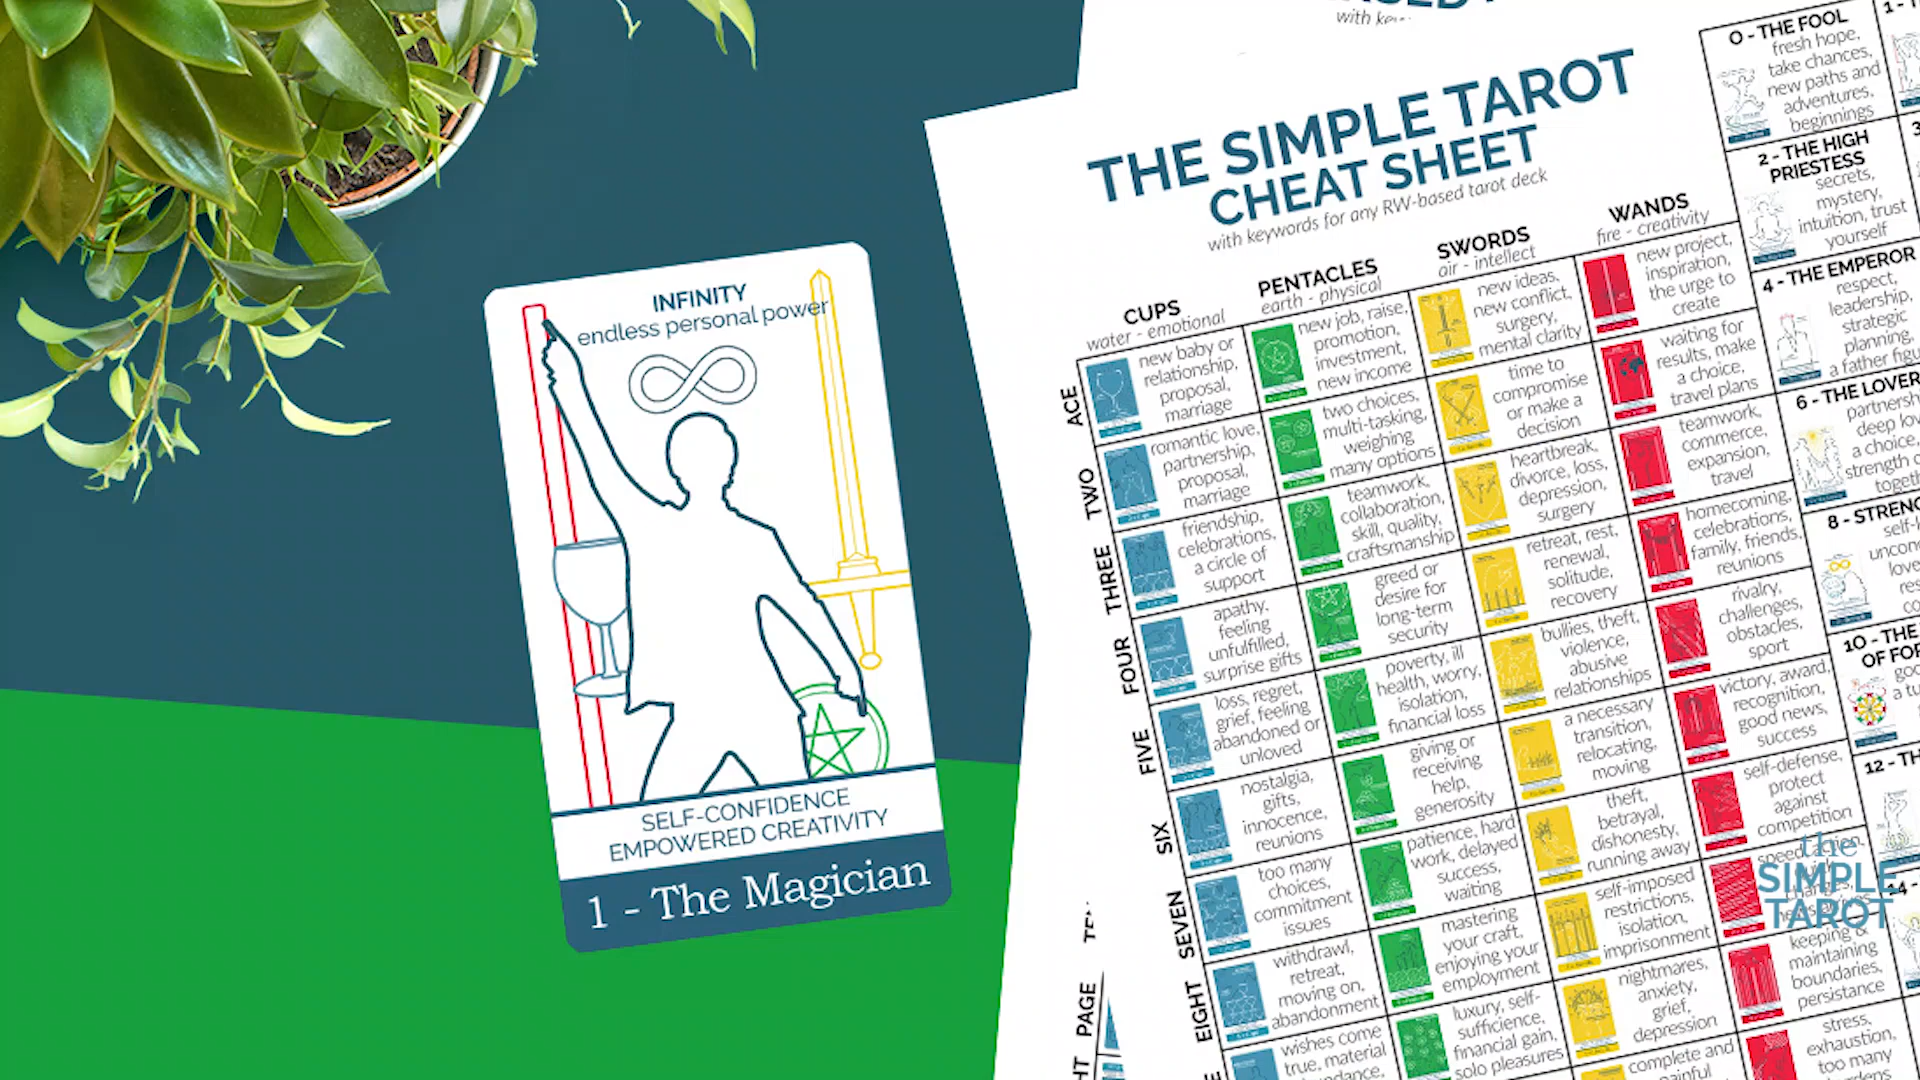 INFINITY
endless personal power
SELF-CONFIDENCE
EMPOWERED CREATIVITY
1 - The Magician
with
THE SIMPLE TAROT
CHEAT SHEET
with keywords for any RW-based tarot deck
CUPS
water - emotional
PENTACLES
earth - physical
SWORDS
air - intellect
WANDS
fire - creativity
ACE
new baby or
relationship,
proposal,
marriage
new job, raise,
promotion,
investment,
new income
new ideas,
new conflict,
surgery,
mental clarity
new project,
inspiration,
the urge to
create
TWO
romantic love,
partnership,
proposal,
marriage
two choices,
multi-tasking,
weighing
many options
time to
compromise
or make a
decision
waiting for
results, make
a choice,
travel plans
THREE
friendship,
celebrations,
a circle of
support
teamwork,
collaboration,
skill, quality,
craftsmanship
heartbreak,
divorce, loss,
depression,
surgery
teamwork,
commerce,
expansion,
travel
FOUR
apathy,
feeling
unfulfilled,
surprise gifts
greed or
desire for
long-term
security
retreat, rest,
renewal,
solitude,
recovery
homecoming,
celebrations,
family, friends,
reunions
FIVE
loss, regret,
grief, feeling
abandoned or
unloved
poverty, ill
health, worry,
isolation,
financial loss
bullies, theft,
violence,
abusive
relationships
rivalry,
challenges,
obstacles,
sport
SIX
nostalgia,
gifts,
innocence,
reunions
giving or
receiving
help,
generosity
a necessary
transition,
relocating,
moving
victory, award,
recognition,
good news,
success
SEVEN
too many
choices,
commitment
issues
patience, hard
work, delayed
success,
waiting
theft,
betrayal,
dishonesty,
running away
self-defense,
protect
against
competition
EIGHT
withdrawl,
retreat,
moving on,
abandonment
mastering
your craft,
enjoying your
employment
self-imposed
restrictions,
isolation,
imprisonment
wishes come
true, material
luxury, self-
sufficience,
financial gain,
solo pleasures
nightmares,
anxiety,
grief,
depression
keeping &
maintaining
boundaries,
persistance
complete and
stress,
exhaustion,
too many
PAGE
0 - THE FOOL
fresh hope,
take chances,
new paths and
adventures,
beginnings
2 - THE HIGH
PRIESTESS
secrets,
mystery,
intuition, trust
yourself
4 - THE EMPEROR
respect,
leadership,
strategic
planning,
a father
6 - THE
deep
a choice,
strength
8 -
10 - THE
12 -
the
SIMPLE
TAROT